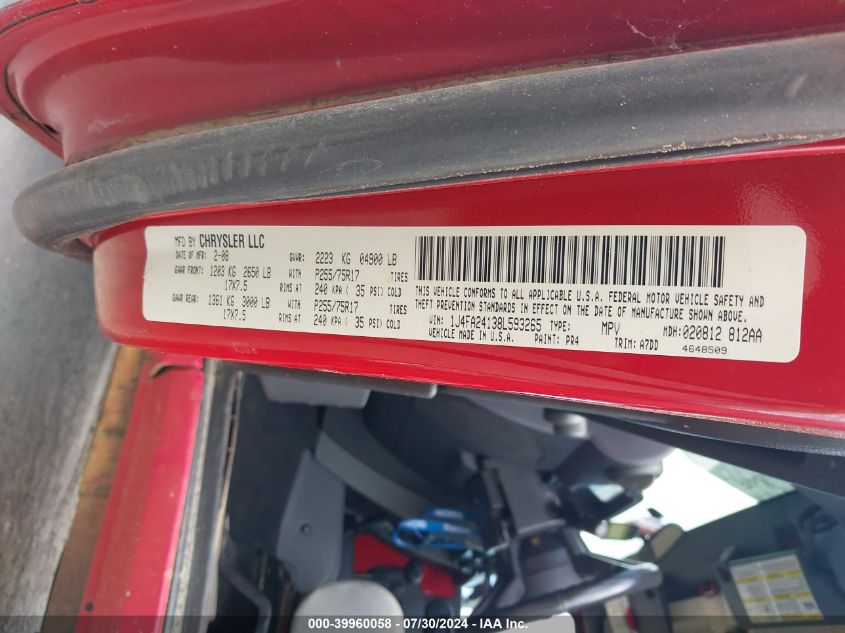 MFD BY CHRYSLER LLC
DATE OF MFR. 2-08 GVWR: 2223 KG 04900 LB
GAWR FRONT: 1203 KG 2650 LB WITH P255/75R17 TIRES
17X7.5 RIMS AT 240 KPA ( 35 PSI) COLD
GAWR REAR: 1361 KG 3000 LB WITH P255/75R17 TIRES
17X7.5 RIMS AT 240 KPA ( 35 PSI) COLD
THIS VEHICLE CONFORMS TO ALL APPLICABLE U.S.A. FEDERAL MOTOR VEHICLE SAFETY AND
THEFT PREVENTION STANDARDS IN EFFECT ON THE DATE OF MANUFACTURE SHOWN ABOVE.
VIN: 1J4FA24138L593265 TYPE: MPV MDH: 020812 812AA
VEHICLE MADE IN U.S.A. PAINT: PR4 TRIM: A7DD 4648509
000-39960058 - 07/30/2024 - IAA Inc.